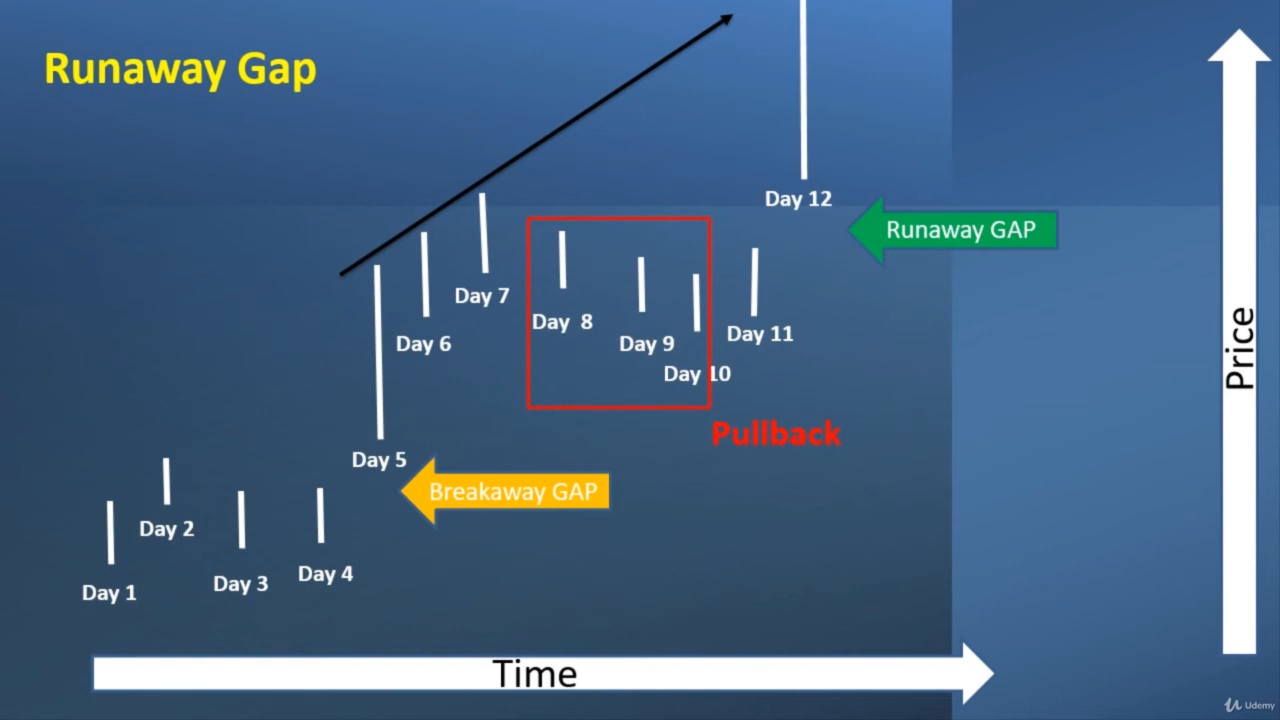 Runaway Gap
Day 12
Runaway GAP
Day 7
Day 8
Day 11
Day 6
Day 9
Day 10
Pullback
Day 5
Breakaway GAP
Day 2
Day 4
Day 3
Day 1
Price
Time
Udemy